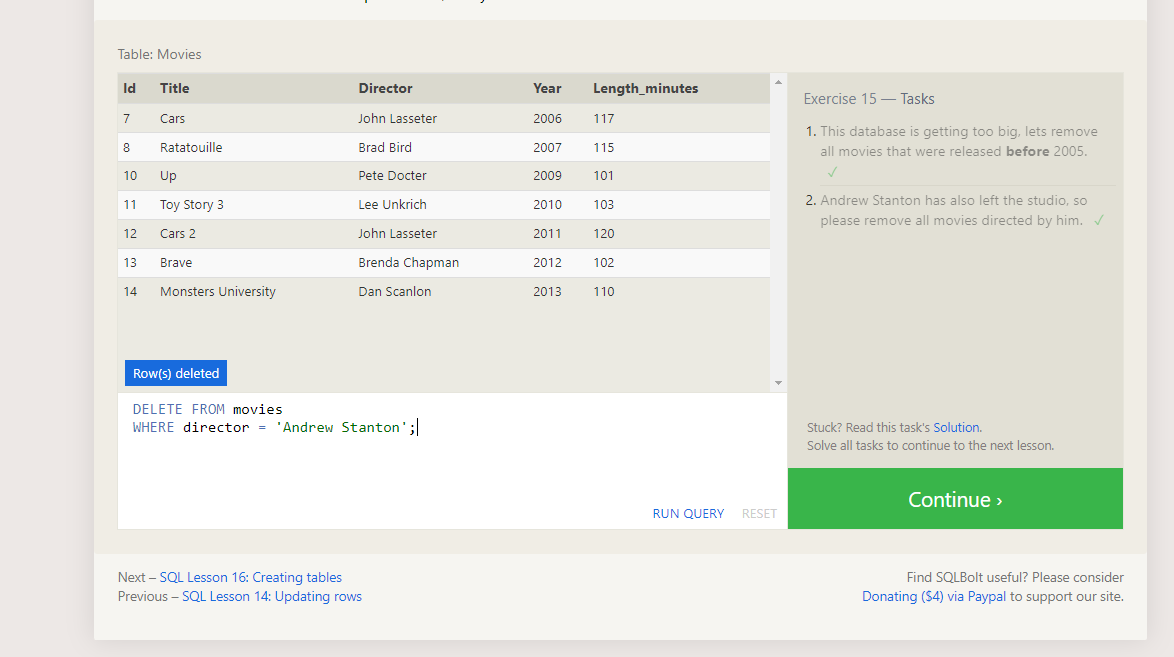 Table: Movies
Id Title Director Year Length_minutes
7 Cars John Lasseter 2006 117
8 Ratatouille Brad Bird 2007 115
10 Up Pete Docter 2009 101
11 Toy Story 3 Lee Unkrich 2010 103
12 Cars 2 John Lasseter 2011 120
13 Brave Brenda Chapman 2012 102
14 Monsters University Dan Scanlon 2013 110
Row(s) deleted
DELETE FROM movies
WHERE director = 'Andrew Stanton';
RUN QUERY RESET
Exercise 15 — Tasks
1. This database is getting too big, lets remove
all movies that were released before 2005.
✓
2. Andrew Stanton has also left the studio, so
please remove all movies directed by him. ✓
Stuck? Read this task's Solution.
Solve all tasks to continue to the next lesson.
Continue ›
Next – SQL Lesson 16: Creating tables
Previous – SQL Lesson 14: Updating rows
Find SQLBolt useful? Please consider
Donating ($4) via Paypal to support our site.